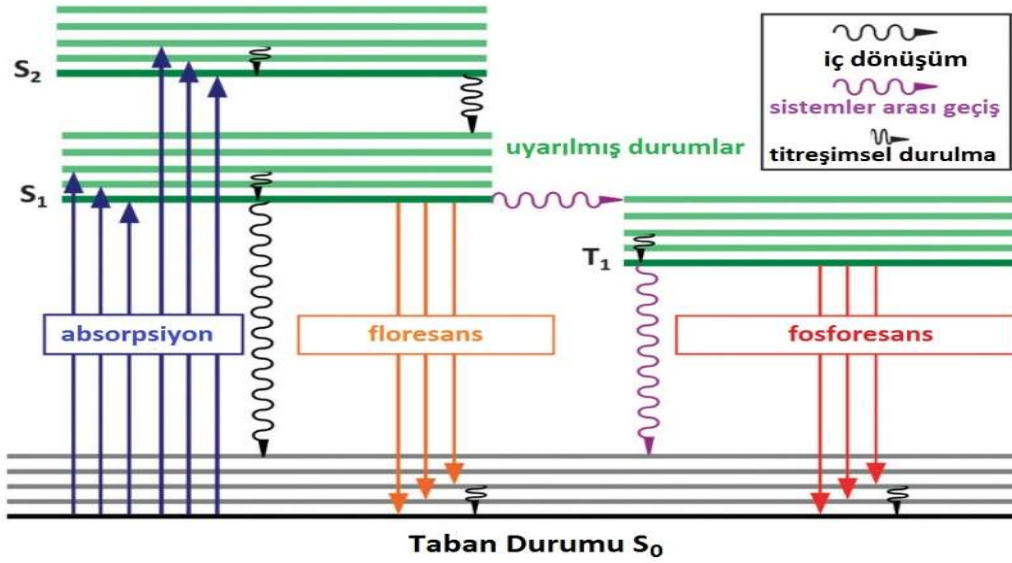 iç dönüşüm
sistemler arası geçiş
titreşimsel durulma
S₂
uyarılmış durumlar
S₁
T₁
absorpsiyon
floresans
fosforesans
Taban Durumu S₀